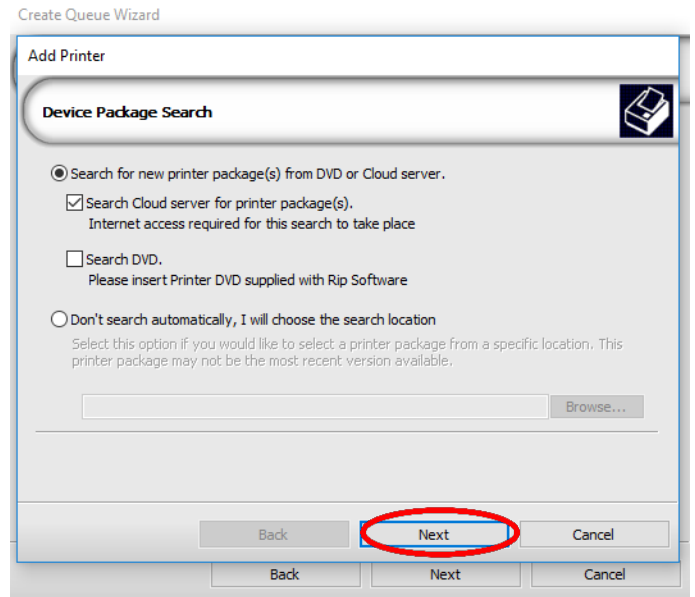 Create Queue Wizard
Add Printer
Device Package Search
Search for new printer package(s) from DVD or Cloud server.
Search Cloud server for printer package(s).
Internet access required for this search to take place
Search DVD.
Please insert Printer DVD supplied with Rip Software
Don't search automatically, I will choose the search location
Select this option if you would like to select a printer package from a specific location. This
printer package may not be the most recent version available.
Browse...
Back Next Cancel
Back Next Cancel